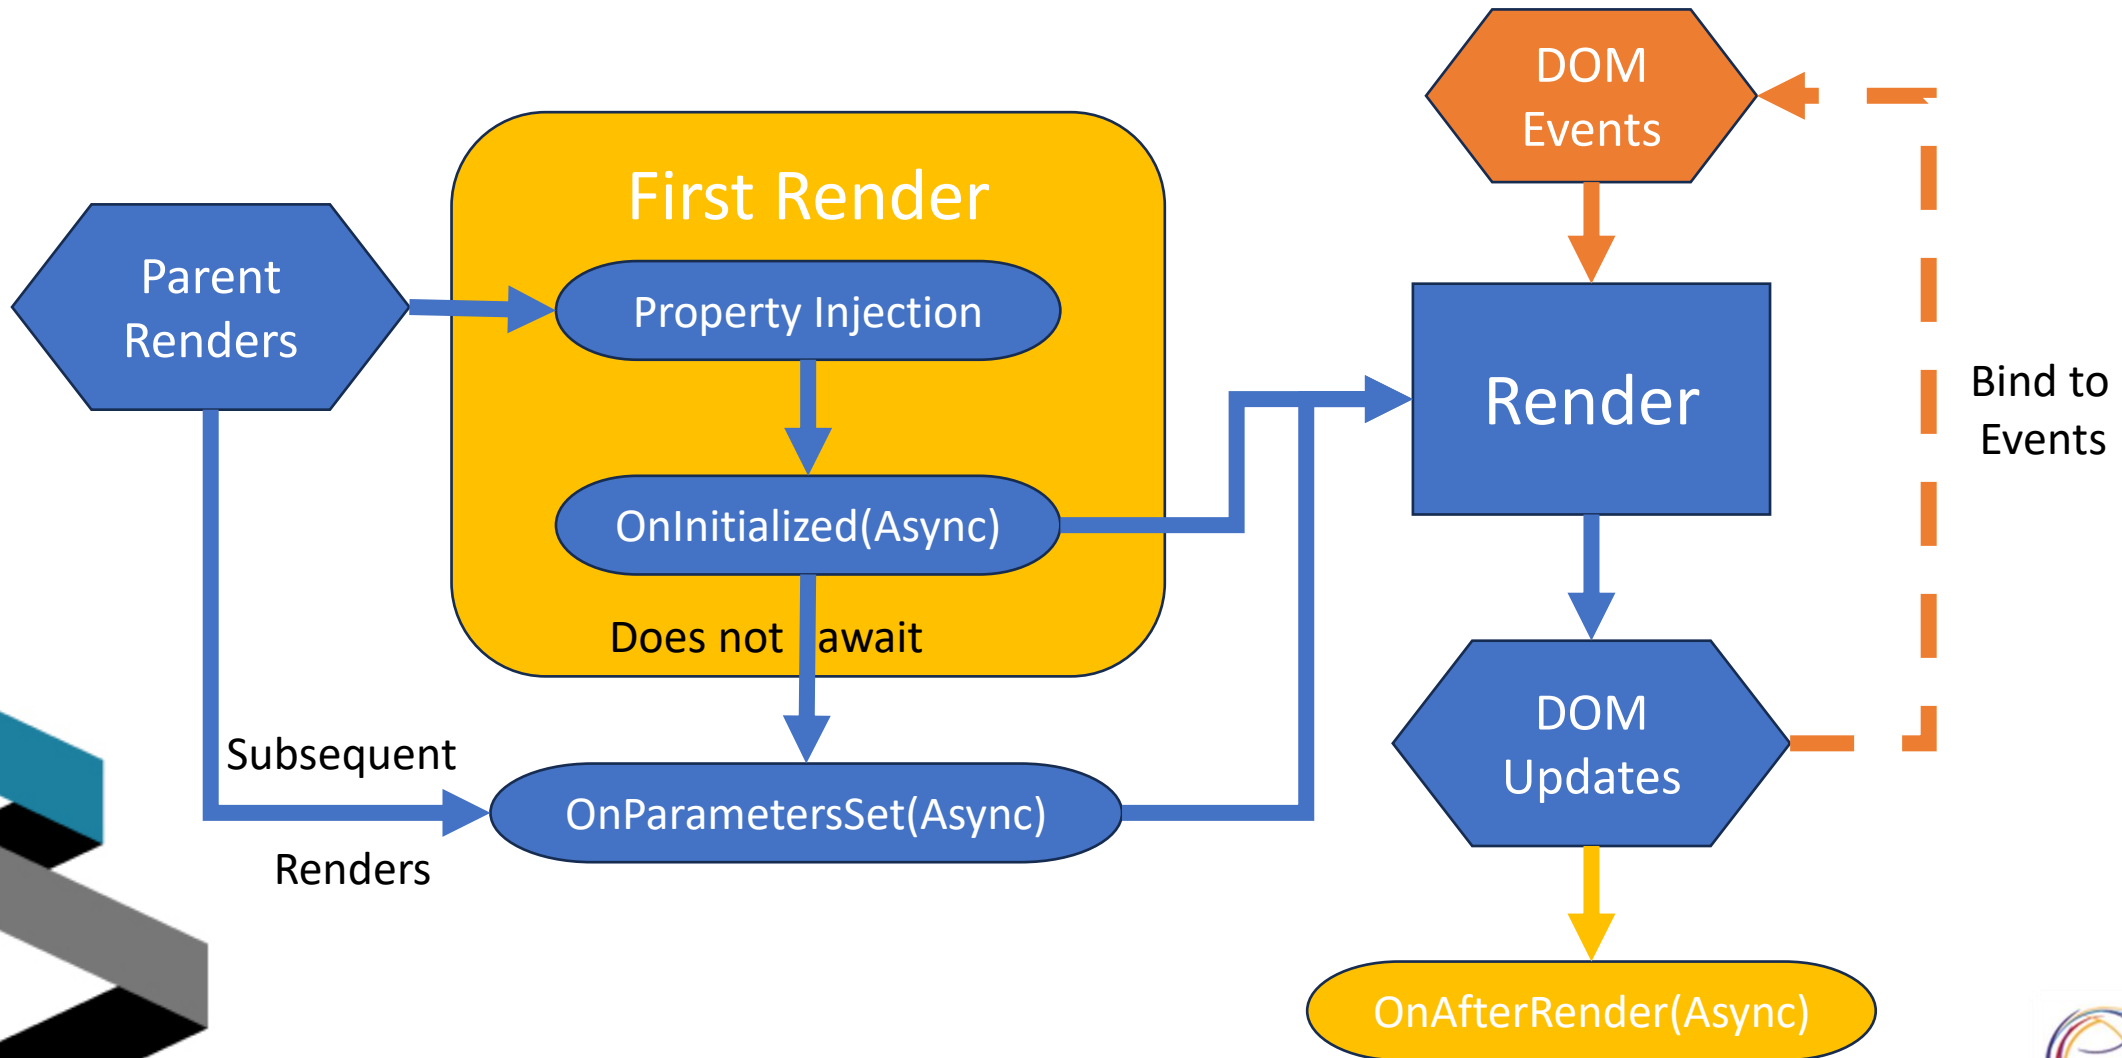 DOM
Events
First Render
Parent
Renders
Property Injection
Render
Bind to
Events
OnInitialized(Async)
Does not await
DOM
Updates
Subsequent
OnParametersSet(Async)
Renders
OnAfterRender(Async)